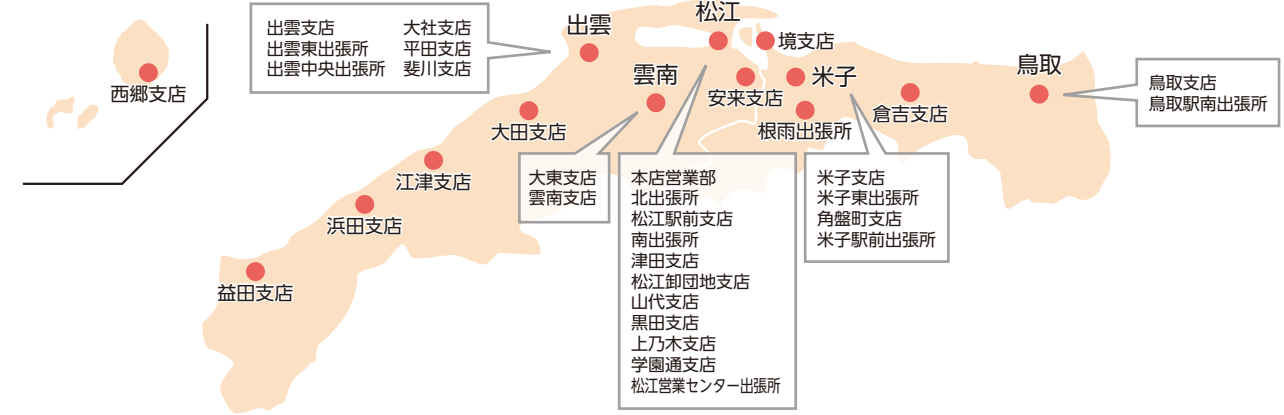 西郷支店
出雲支店 大社支店
出雲東出張所 平田支店
出雲中央出張所 斐川支店
出雲
松江
境支店
雲南
安来支店
米子
根雨出張所
倉吉支店
鳥取
鳥取支店
鳥取駅南出張所
大田支店
江津支店
浜田支店
益田支店
大東支店
雲南支店
本店営業部
北出張所
松江駅前支店
南出張所
津田支店
松江卸団地支店
山代支店
黒田支店
上乃木支店
学園通支店
松江営業センター出張所
米子支店
米子東出張所
角盤町支店
米子駅前出張所